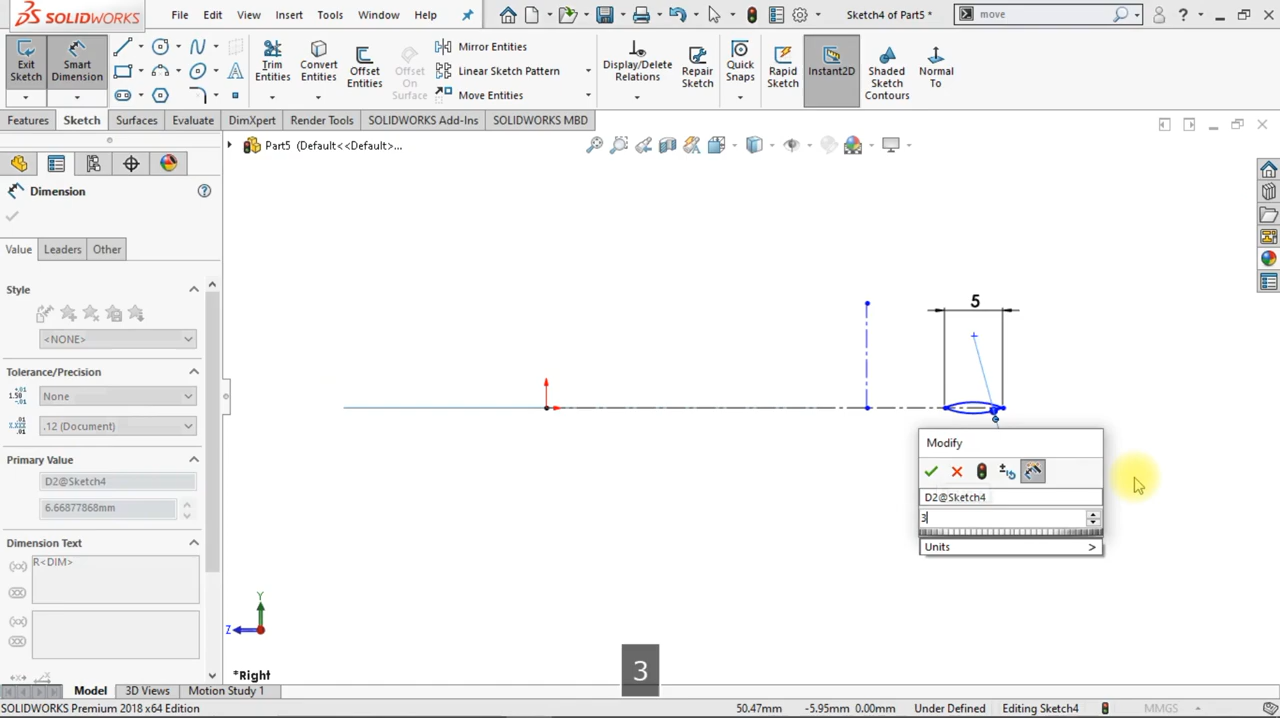 SOLIDWORKS
File Edit View Insert Tools Window Help
Sketch4 of Part5 *
move
?
Exit Sketch
Smart Dimension
Trim Entities
Convert Entities
Offset Entities
Offset On Surface
Mirror Entities
Linear Sketch Pattern
Move Entities
Display/Delete Relations
Repair Sketch
Quick Snaps
Rapid Sketch
Instant2D
Shaded Sketch Contours
Normal To
Features Sketch Surfaces Evaluate DimXpert Render Tools SOLIDWORKS Add-Ins SOLIDWORKS MBD
Part5 (Default<<Default>...
Dimension
Value Leaders Other
Style
<NONE>
Tolerance/Precision
None
.12 (Document)
Primary Value
D2@Sketch4
6.66877868mm
Dimension Text
R<DIM>
5
Modify
D2@Sketch4
3
Units >
Y
Z
*Right
3
Model 3D Views Motion Study 1
SOLIDWORKS Premium 2018 x64 Edition
50.47mm -5.95mm 0.00mm Under Defined Editing Sketch4 MMGS